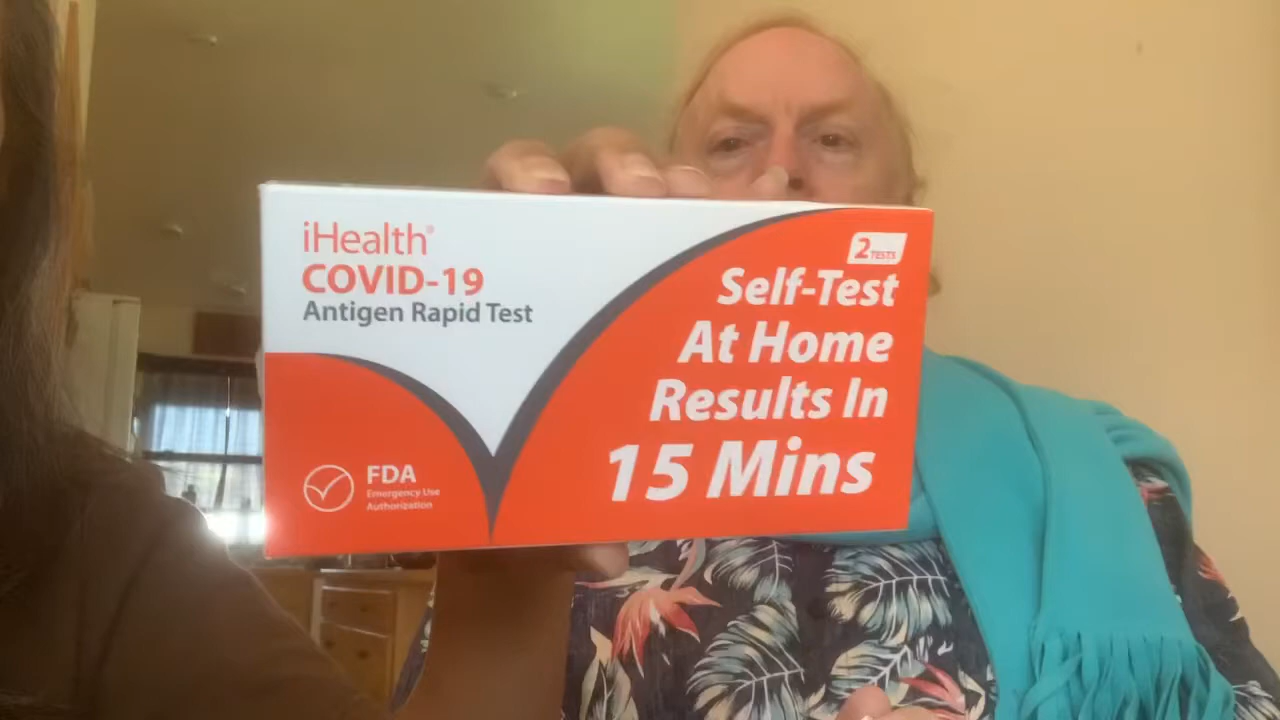 iHealth®
COVID-19
Antigen Rapid Test
FDA
Emergency Use
Authorization
2 TESTS
Self-Test
At Home
Results In
15 Mins